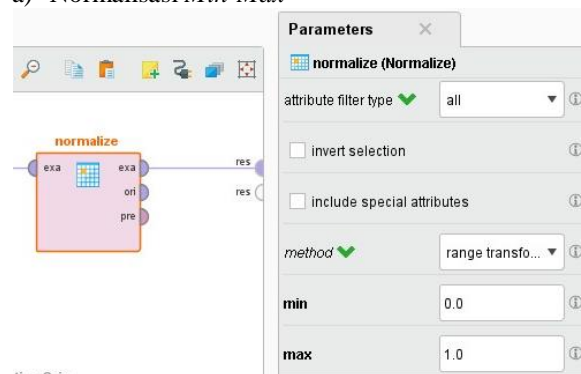 a) Normalisasi Min-Max
Parameters
normalize (Normalize)
attribute filter type
all
invert selection
include special attributes
method
range transfo...
min
0.0
max
1.0
normalize
exa
exa
ori
pre
res
res